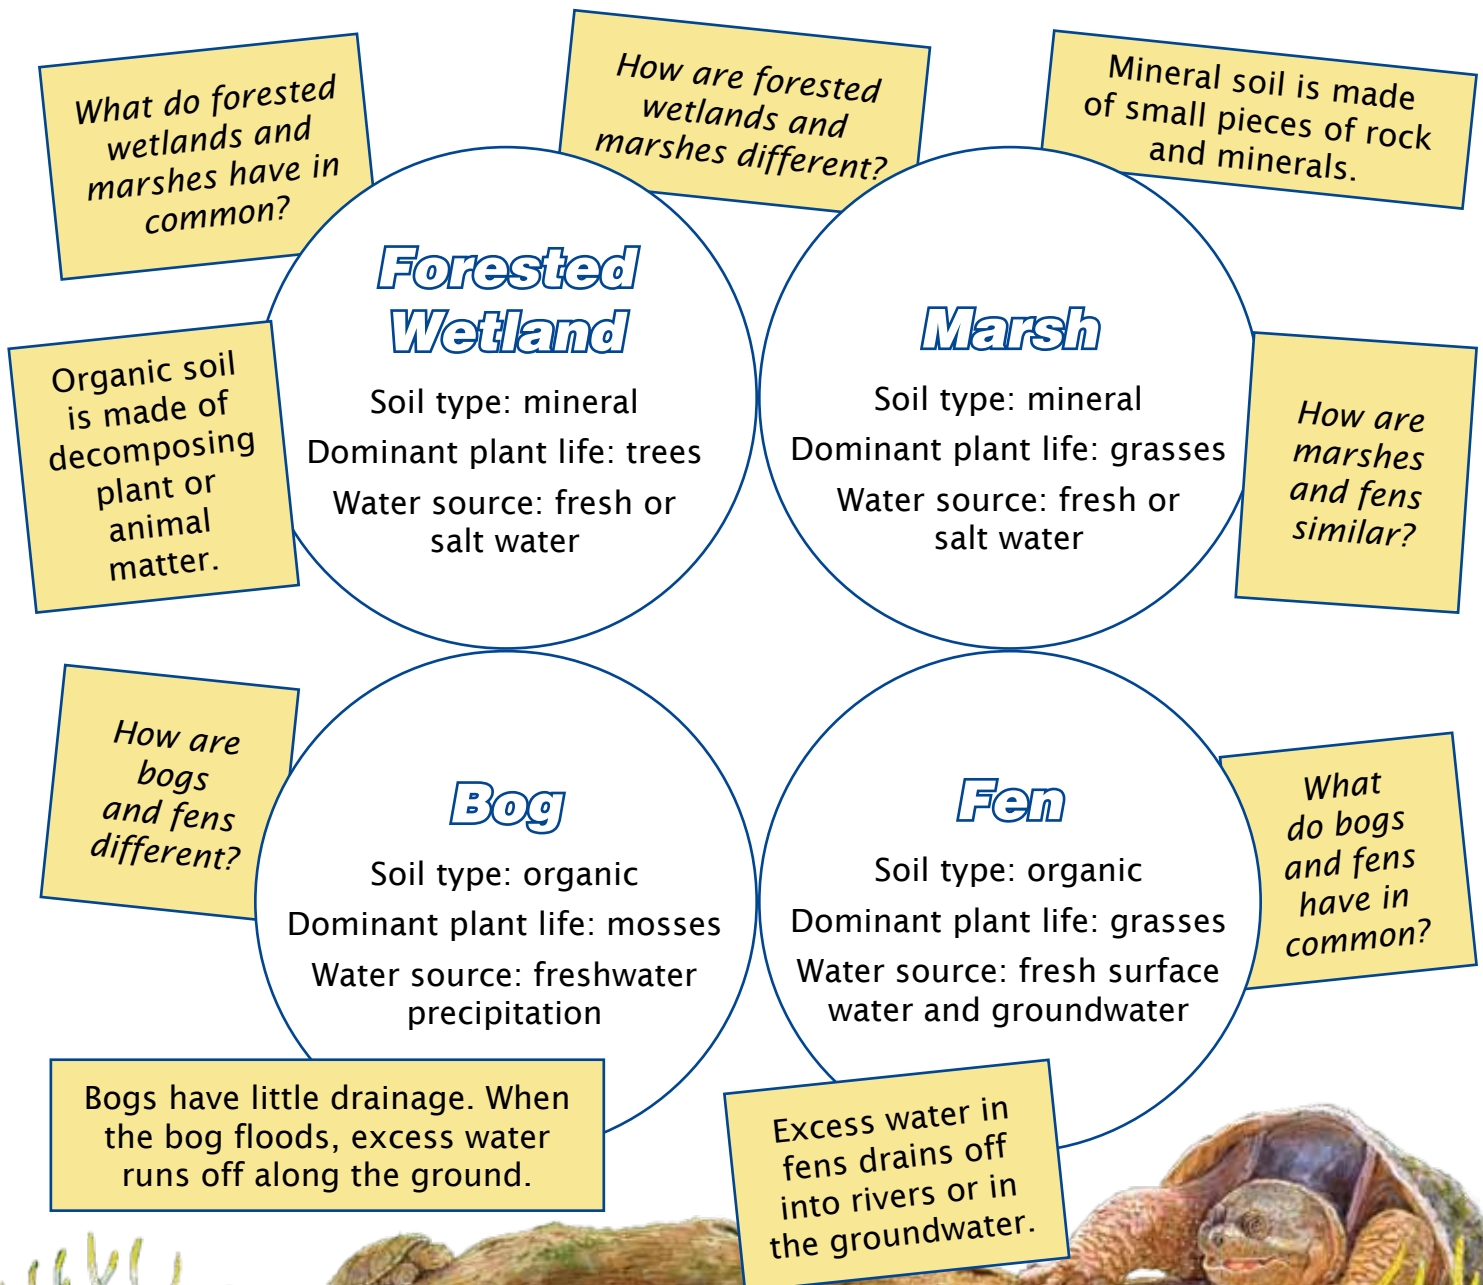 What do forested
wetlands and
marshes have in
common?
How are forested
wetlands and
marshes different?
Mineral soil is made
of small pieces of rock
and minerals.
Forested
Wetland
Soil type: mineral
Dominant plant life: trees
Water source: fresh or
salt water
Marsh
Soil type: mineral
Dominant plant life: grasses
Water source: fresh or
salt water
Organic soil
is made of
decomposing
plant or
animal
matter.
How are
marshes
and fens
similar?
How are
bogs
and fens
different?
Bog
Soil type: organic
Dominant plant life: mosses
Water source: freshwater
precipitation
Fen
Soil type: organic
Dominant plant life: grasses
Water source: fresh surface
water and groundwater
What
do bogs
and fens
have in
common?
Bogs have little drainage. When
the bog floods, excess water
runs off along the ground.
Excess water in
fens drains off
into rivers or in
the groundwater.